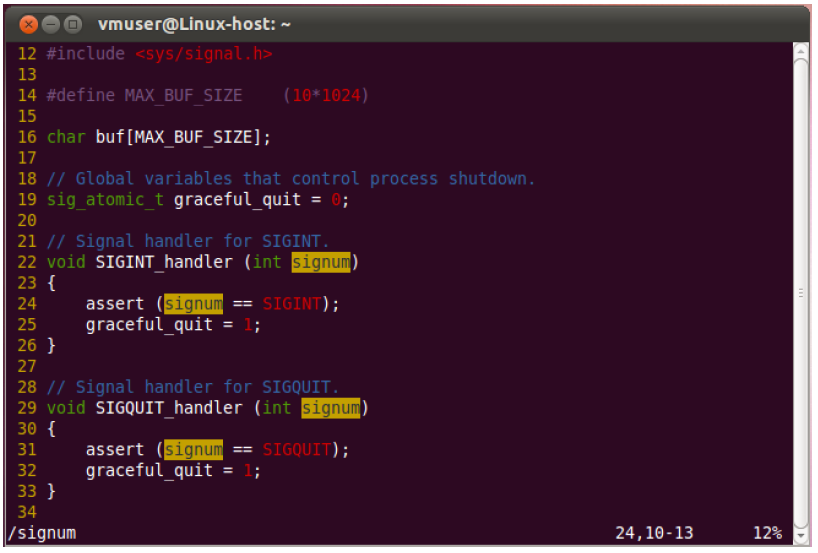 vmuser@Linux-host: ~
12 #include <sys/signal.h>
13
14 #define MAX_BUF_SIZE    (10*1024)
15
16 char buf[MAX_BUF_SIZE];
17
18 // Global variables that control process shutdown.
19 sig_atomic_t graceful_quit = 0;
20
21 // Signal handler for SIGINT.
22 void SIGINT_handler (int signum)
23 {
24     assert (signum == SIGINT);
25     graceful_quit = 1;
26 }
27
28 // Signal handler for SIGQUIT.
29 void SIGQUIT_handler (int signum)
30 {
31     assert (signum == SIGQUIT);
32     graceful_quit = 1;
33 }
34
/signum 24,10-13 12%